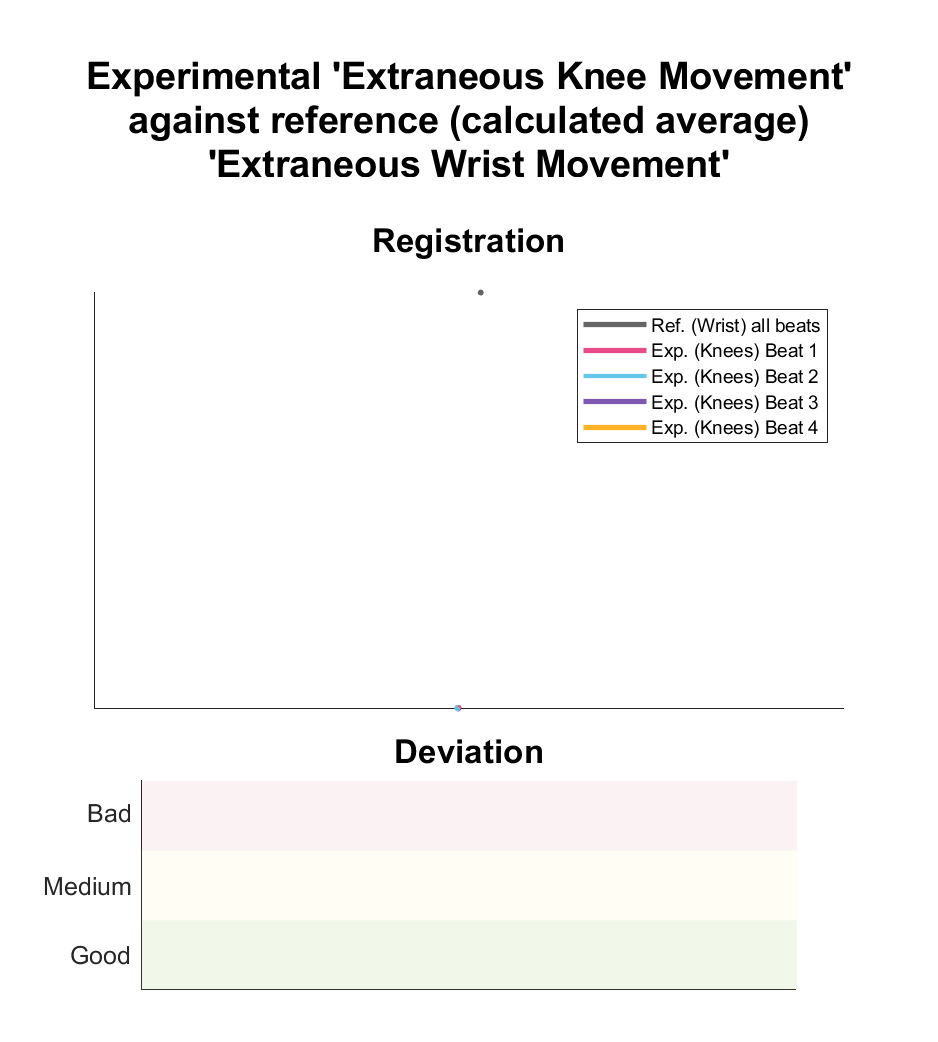 Experimental 'Extraneous Knee Movement'
against reference (calculated average)
'Extraneous Wrist Movement'
Registration
Ref. (Wrist) all beats
Exp. (Knees) Beat 1
Exp. (Knees) Beat 2
Exp. (Knees) Beat 3
Exp. (Knees) Beat 4
Deviation
Bad
Medium
Good